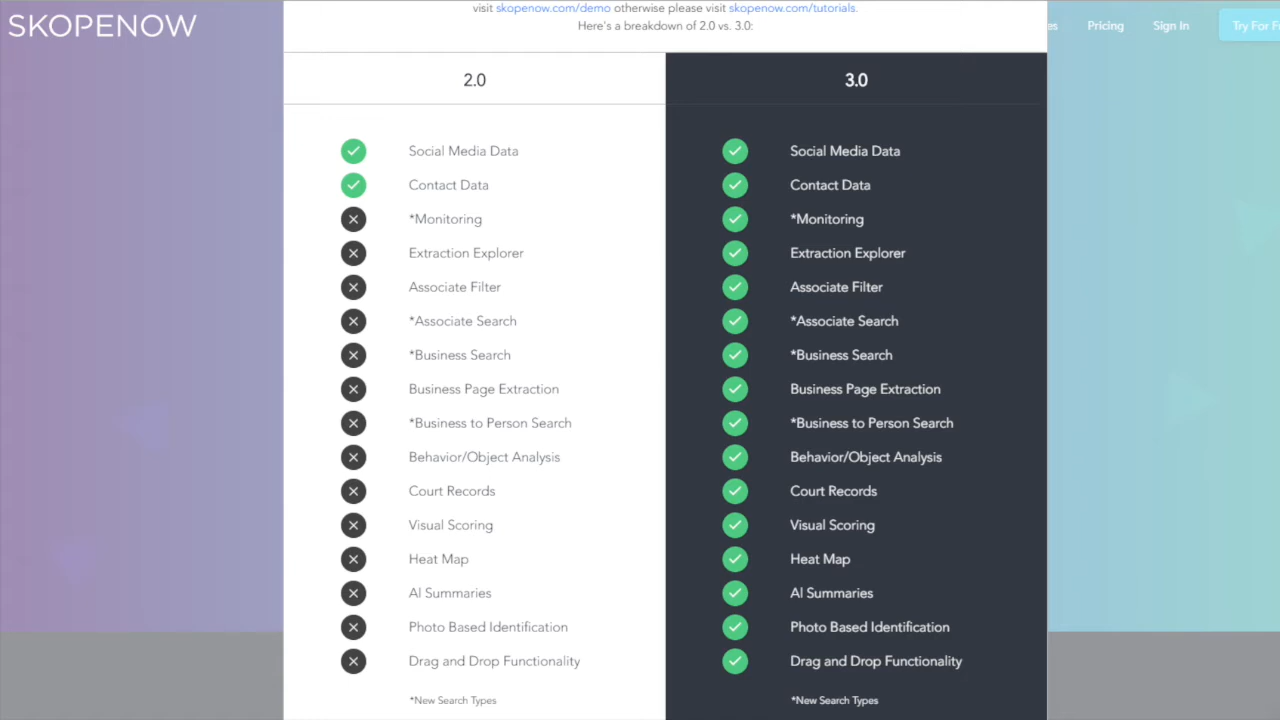 visit skopenow.com/demo otherwise please visit skopenow.com/tutorials.
Here's a breakdown of 2.0 vs. 3.0:
SKOPENOW
es Pricing Sign In Try For F
2.0 3.0
Social Media Data Social Media Data
Contact Data Contact Data
*Monitoring *Monitoring
Extraction Explorer Extraction Explorer
Associate Filter Associate Filter
*Associate Search *Associate Search
*Business Search *Business Search
Business Page Extraction Business Page Extraction
*Business to Person Search *Business to Person Search
Behavior/Object Analysis Behavior/Object Analysis
Court Records Court Records
Visual Scoring Visual Scoring
Heat Map Heat Map
AI Summaries AI Summaries
Photo Based Identification Photo Based Identification
Drag and Drop Functionality Drag and Drop Functionality
*New Search Types *New Search Types